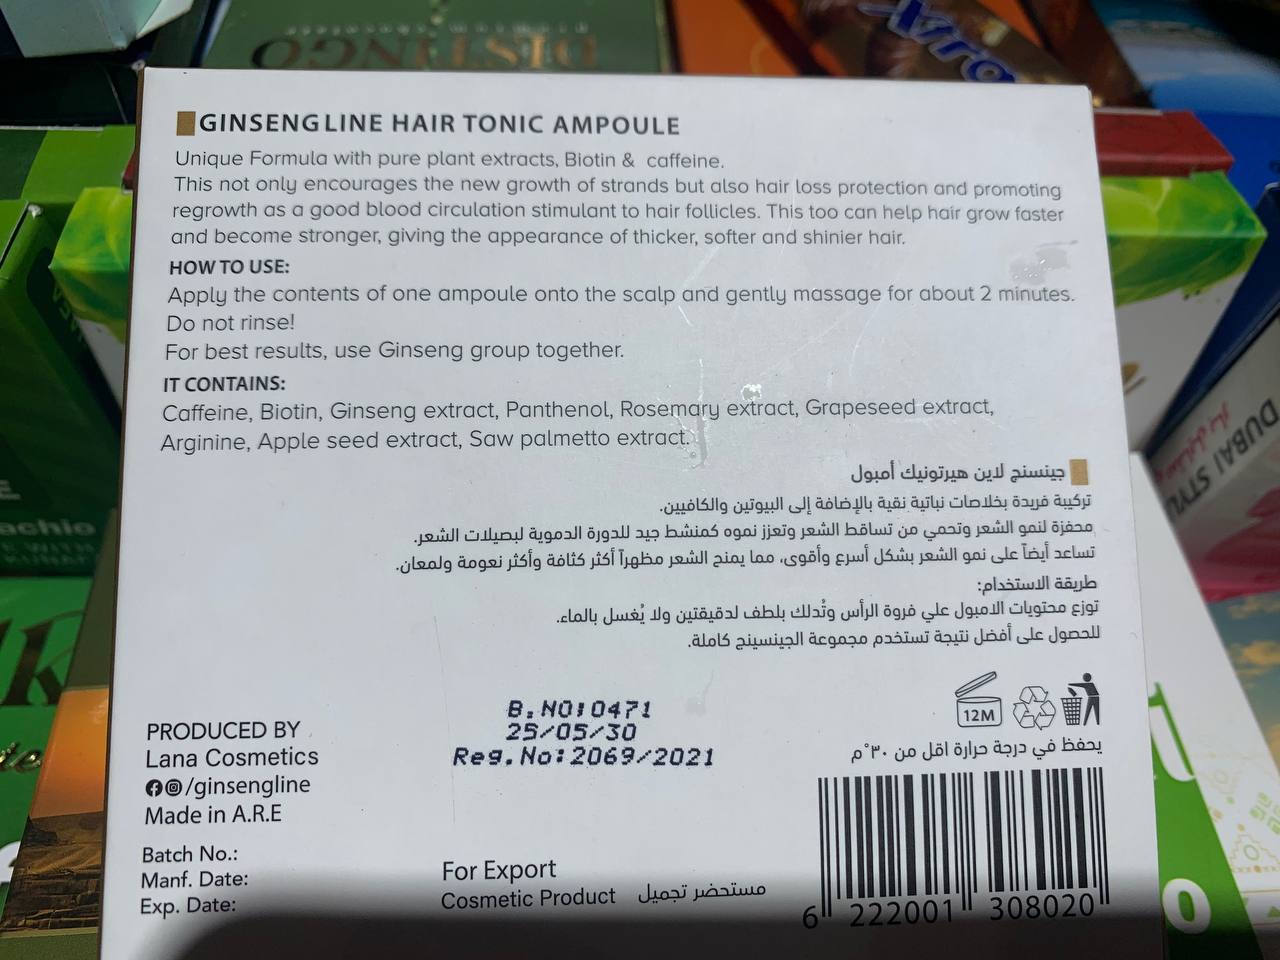 DISTINGO
GINSENGLINE HAIR TONIC AMPOULE
Unique Formula with pure plant extracts, Biotin & caffeine.
This not only encourages the new growth of strands but also hair loss protection and promoting
regrowth as a good blood circulation stimulant to hair follicles. This too can help hair grow faster
and become stronger, giving the appearance of thicker, softer and shinier hair.
HOW TO USE:
Apply the contents of one ampoule onto the scalp and gently massage for about 2 minutes.
Do not rinse!
For best results, use Ginseng group together.
IT CONTAINS:
Caffeine, Biotin, Ginseng extract, Panthenol, Rosemary extract, Grapeseed extract,
Arginine, Apple seed extract, Saw palmetto extract.
جينسنج لاين هيرتونيك أمبول
تركيبة فريدة بخلاصات نباتية نقية بالإضافة إلى البيوتين والكافيين.
محفزة لنمو الشعر وتحمي من تساقط الشعر وتعزز نموه كمنشط جيد للدورة الدموية لبصيلات الشعر.
تساعد أيضاً على نمو الشعر بشكل أسرع وأقوى، مما يمنح الشعر مظهراً أكثر كثافة وأكثر نعومة ولمعان.
طريقة الاستخدام:
توزع محتويات الامبول علي فروة الرأس وتُدلك بلطف لدقيقتين ولا يُغسل بالماء.
للحصول على أفضل نتيجة تستخدم مجموعة الجينسينج كاملة.
12M
يحفظ في درجة حرارة اقل من ٣٠°م
B.NO:0471
25/05/30
Reg.No:2069/2021
PRODUCED BY
Lana Cosmetics
/ginsengline
Made in A.R.E
Batch No.:
Manf. Date:
Exp. Date:
For Export
Cosmetic Product مستحضر تجميل
6 222001 308020
DUBAI STYL
achio